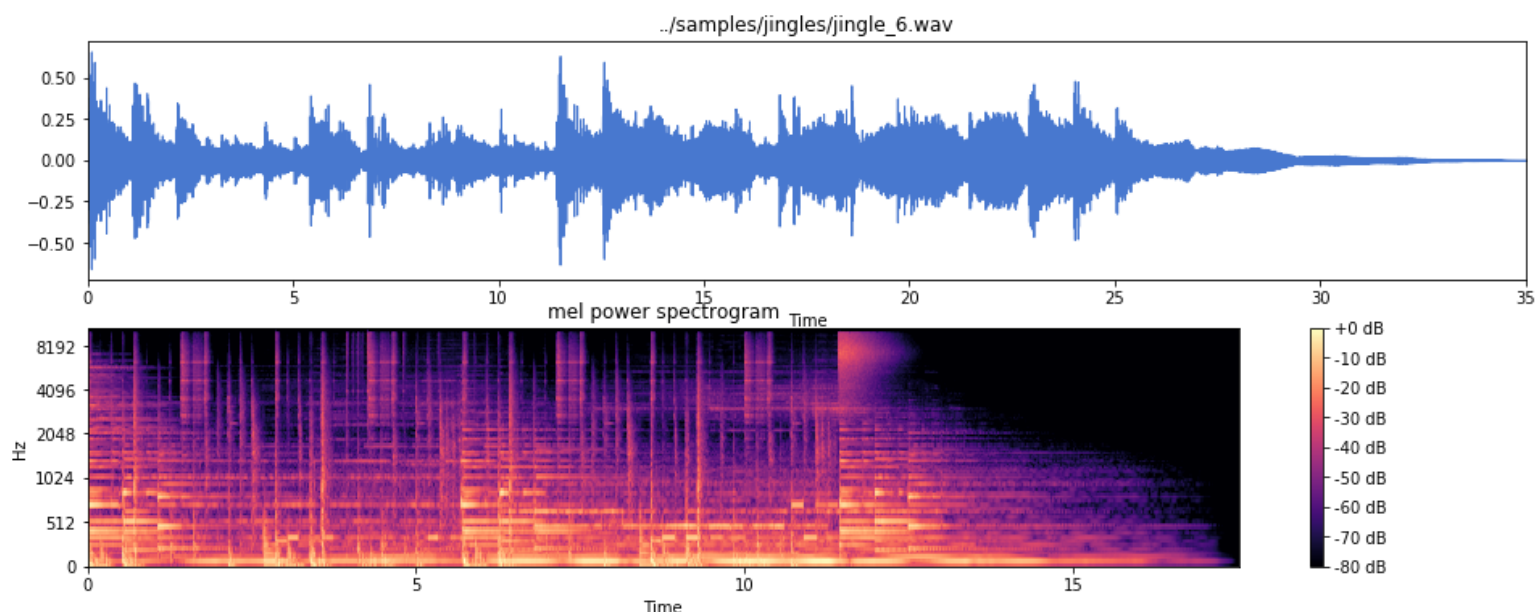 ../samples/jingles/jingle_6.wav
0.50
0.25
0.00
−0.25
−0.50
0 5 10 15 20 25 30 35
Time
mel power spectrogram
8192
4096
2048
1024
512
0
Hz
0 5 10 15
Time
+0 dB
-10 dB
-20 dB
-30 dB
-40 dB
-50 dB
-60 dB
-70 dB
-80 dB